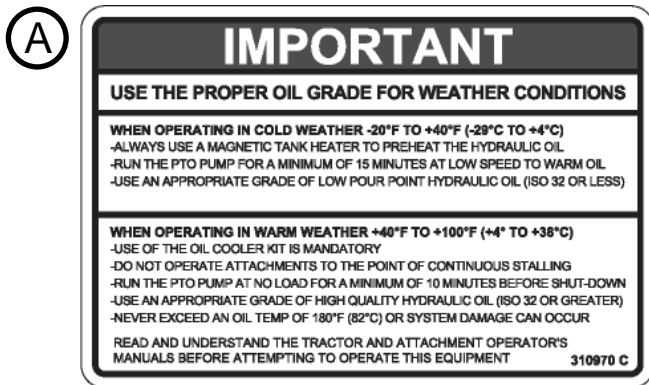 A
IMPORTANT
USE THE PROPER OIL GRADE FOR WEATHER CONDITIONS
WHEN OPERATING IN COLD WEATHER -20°F TO +40°F (-29°C TO +4°C)
-ALWAYS USE A MAGNETIC TANK HEATER TO PREHEAT THE HYDRAULIC OIL
-RUN THE PTO PUMP FOR A MINIMUM OF 15 MINUTES AT LOW SPEED TO WARM OIL
-USE AN APPROPRIATE GRADE OF LOW POUR POINT HYDRAULIC OIL (ISO 32 OR LESS)
WHEN OPERATING IN WARM WEATHER +40°F TO +100°F (+4° TO +38°C)
-USE OF THE OIL COOLER KIT IS MANDATORY
-DO NOT OPERATE ATTACHMENTS TO THE POINT OF CONTINUOUS STALLING
-RUN THE PTO PUMP AT NO LOAD FOR A MINIMUM OF 10 MINUTES BEFORE SHUT-DOWN
-USE AN APPROPRIATE GRADE OF HIGH QUALITY HYDRAULIC OIL (ISO 32 OR GREATER)
-NEVER EXCEED AN OIL TEMP OF 180°F (82°C) OR SYSTEM DAMAGE CAN OCCUR
READ AND UNDERSTAND THE TRACTOR AND ATTACHMENT OPERATOR'S
MANUALS BEFORE ATTEMPTING TO OPERATE THIS EQUIPMENT 310970 C